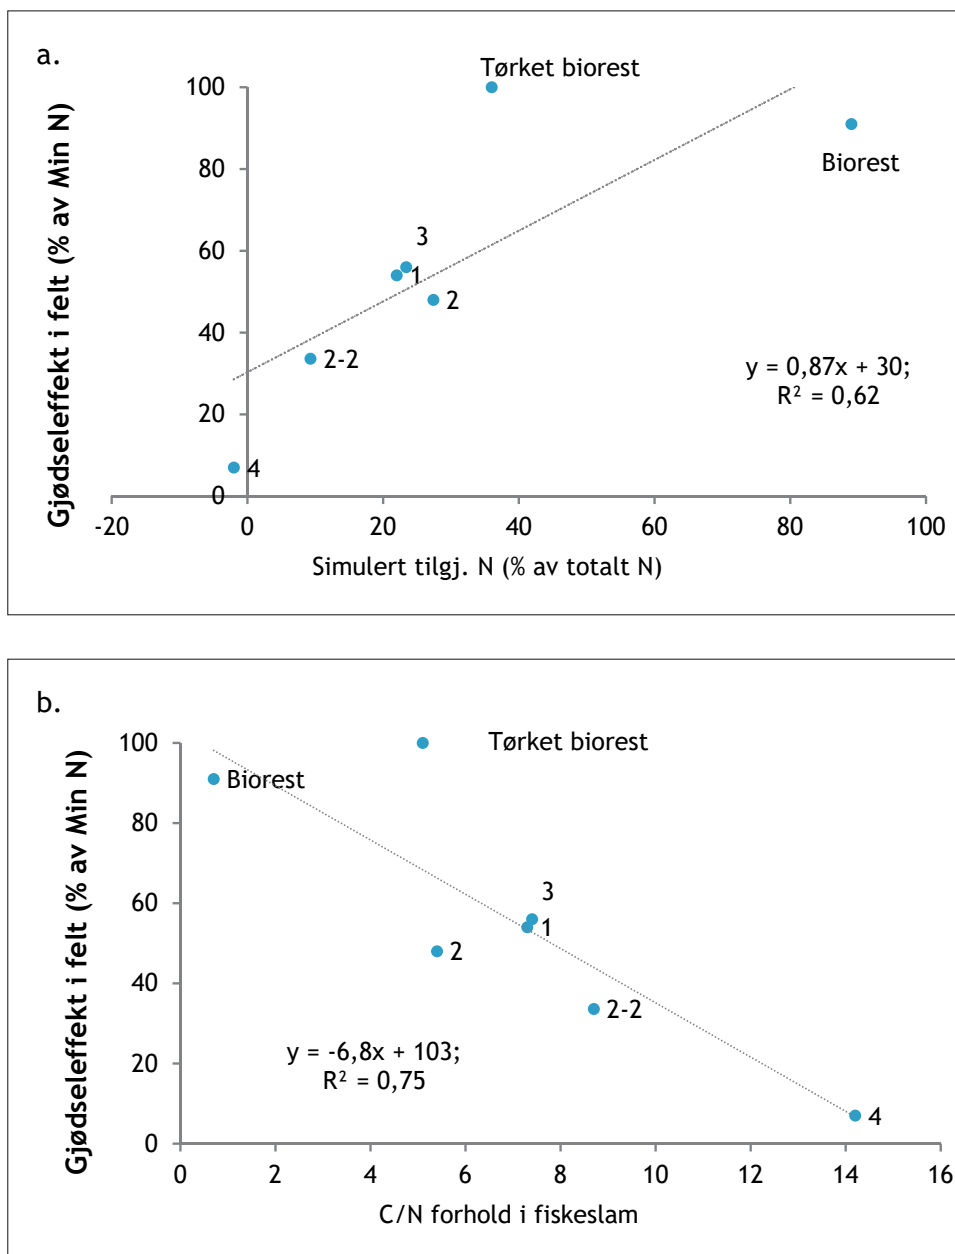 a.
Gjødseleffekt i felt (% av Min N)
Tørket biorest
100
Biorest
80
3
60
1
2
40
2-2
y = 0,87x + 30;
R² = 0,62
20
4
0
-20 0 20 40 60 80 100
Simulert tilgj. N (% av totalt N)
b.
Gjødseleffekt i felt (% av Min N)
100
Tørket biorest
Biorest
80
3
60
1
2
40
2-2
y = -6,8x + 103;
R² = 0,75
20
4
0
0 2 4 6 8 10 12 14 16
C/N forhold i fiskeslam